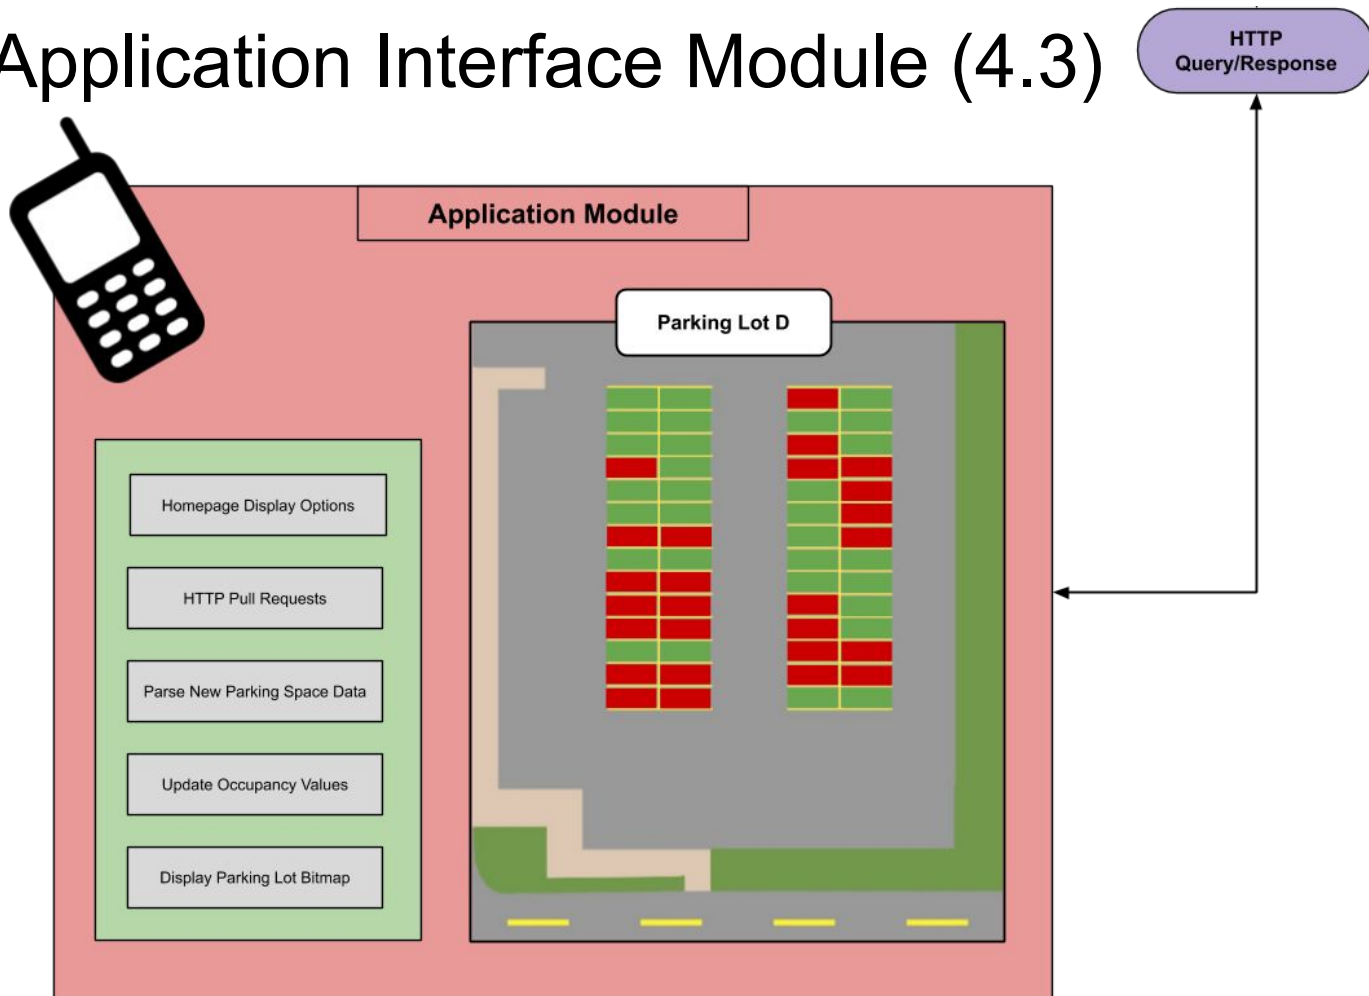 Application Interface Module (4.3)
HTTP
Query/Response
Application Module
Parking Lot D
Homepage Display Options
HTTP Pull Requests
Parse New Parking Space Data
Update Occupancy Values
Display Parking Lot Bitmap